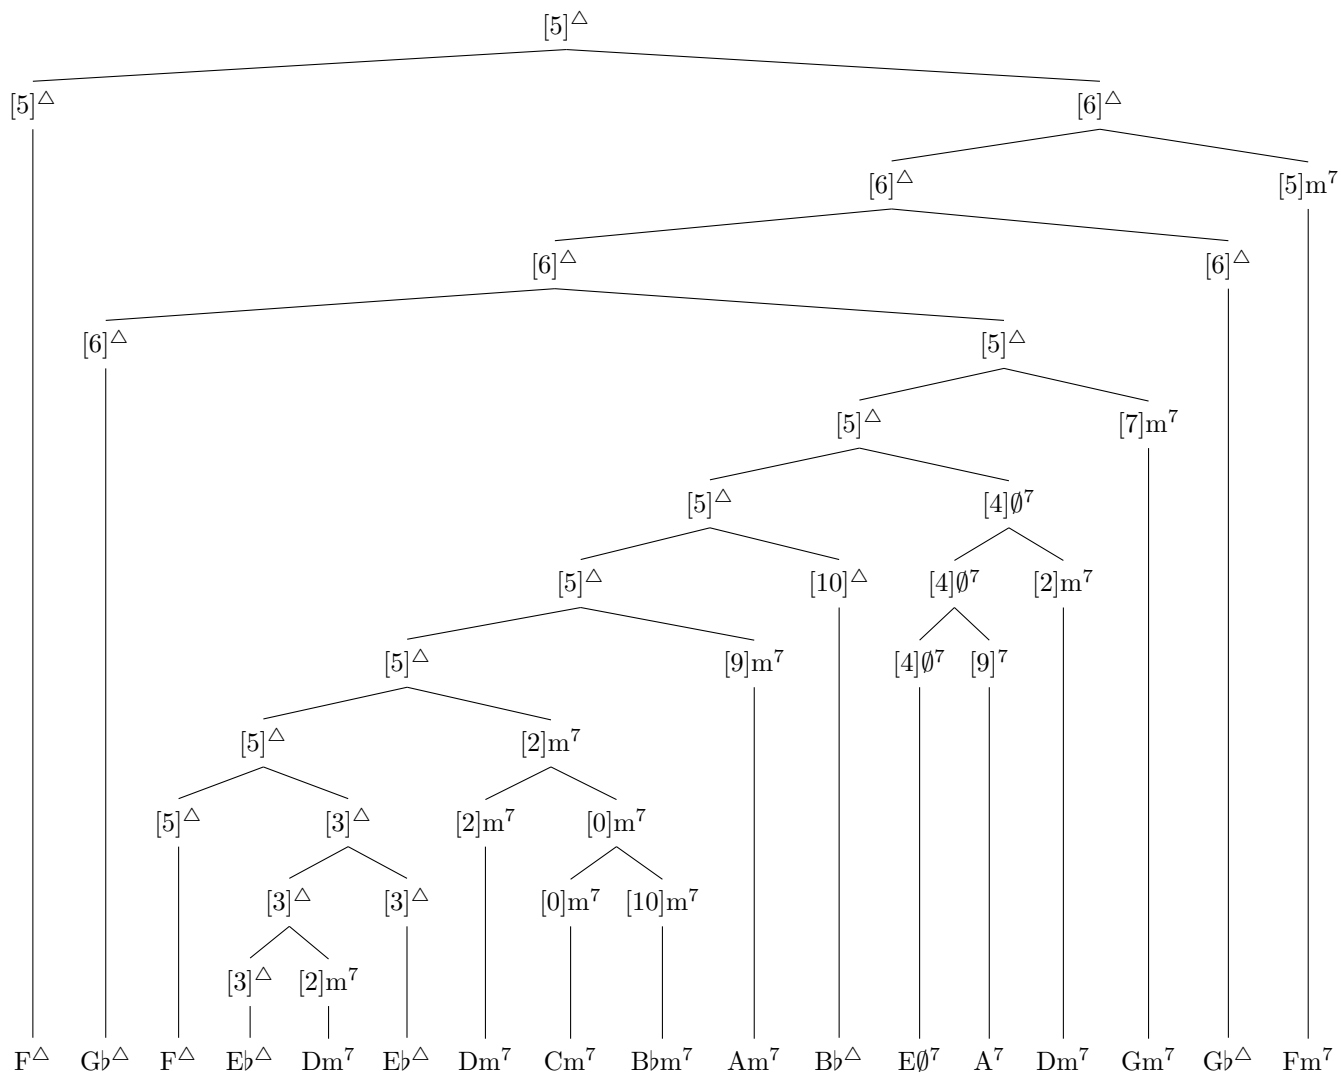 [5]△
[5]△ [6]△
[6]△ [5]m⁷
[6]△ [6]△
[6]△ [5]△
[5]△ [7]m⁷
[5]△ [4]∅⁷
[5]△ [10]△ [4]∅⁷ [2]m⁷
[5]△ [9]m⁷ [4]∅⁷ [9]⁷
[5]△ [2]m⁷
[5]△ [3]△ [2]m⁷ [0]m⁷
[3]△ [3]△ [0]m⁷ [10]m⁷
[3]△ [2]m⁷
F△ G♭△ F△ E♭△ Dm⁷ E♭△ Dm⁷ Cm⁷ B♭m⁷ Am⁷ B♭△ E∅⁷ A⁷ Dm⁷ Gm⁷ G♭△ Fm⁷